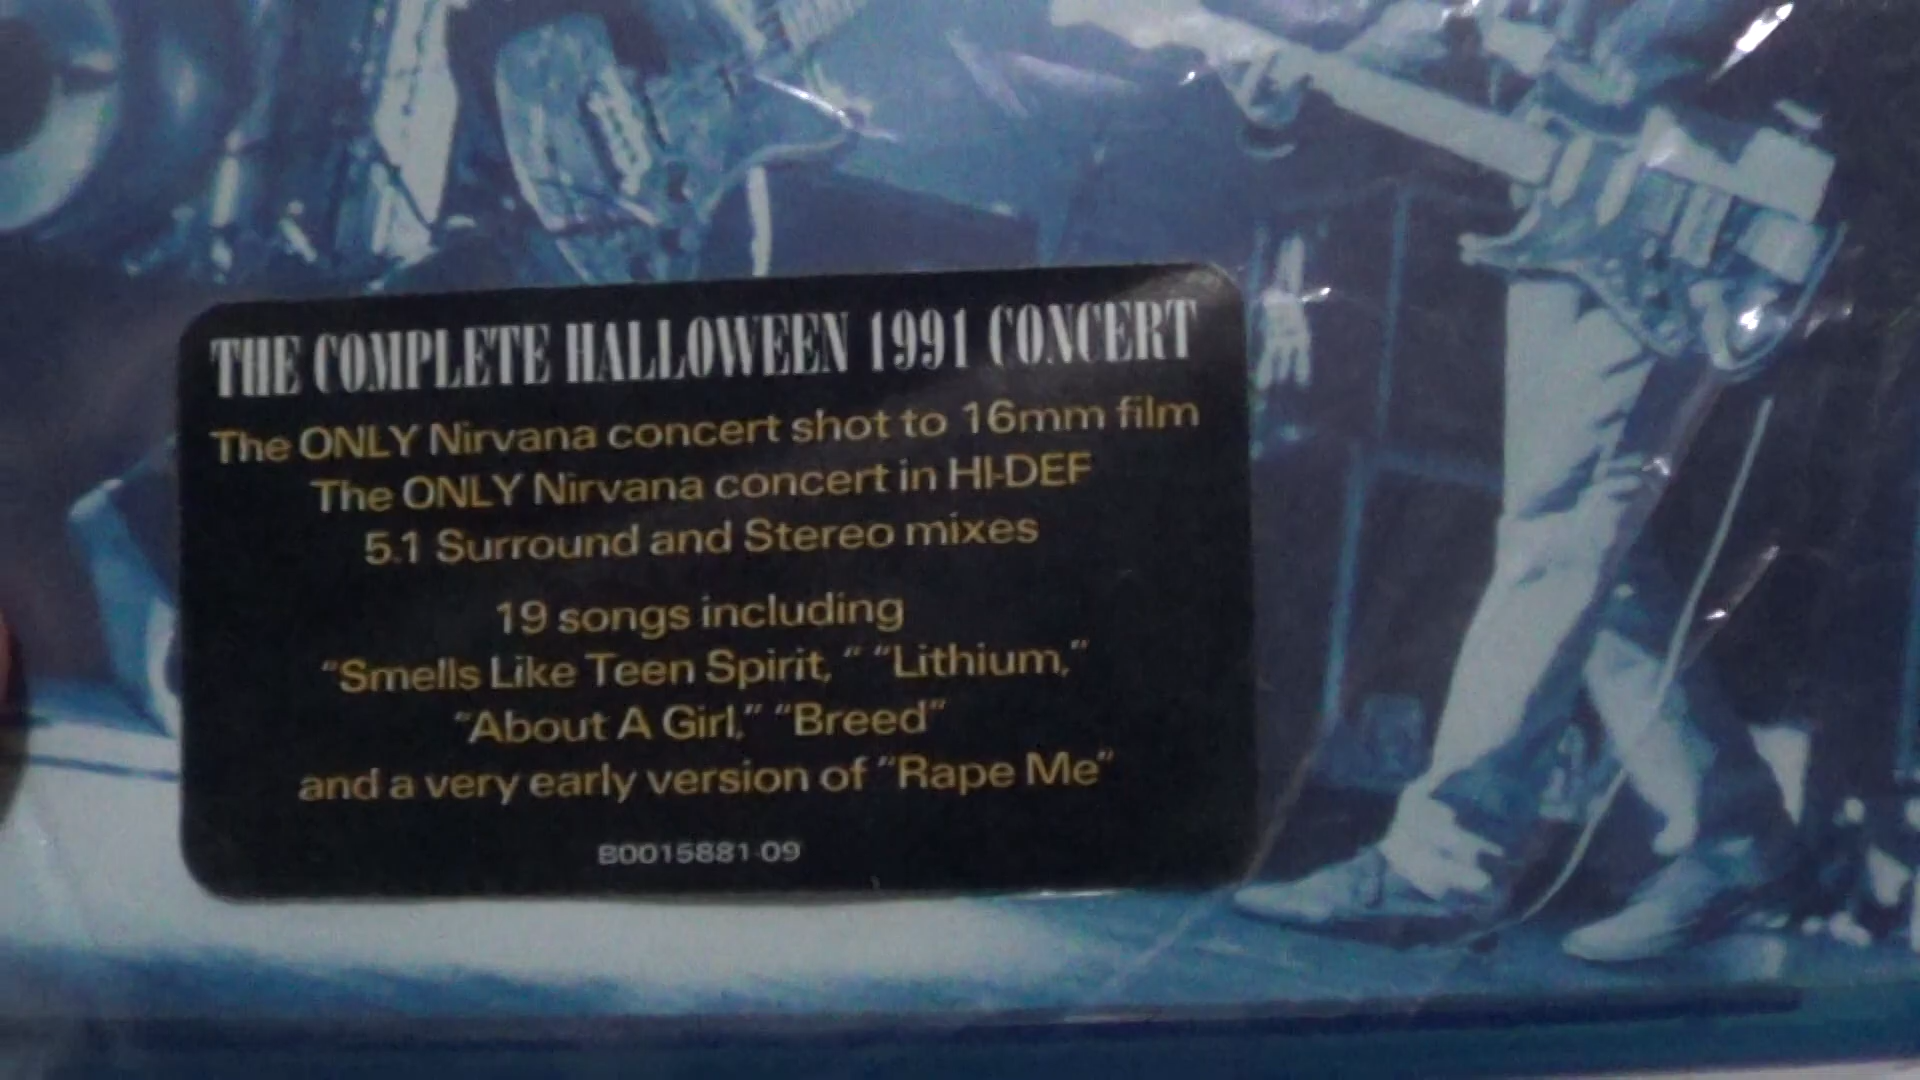 THE COMPLETE HALLOWEEN 1991 CONCERT
The ONLY Nirvana concert shot to 16mm film
The ONLY Nirvana concert in HI-DEF
5.1 Surround and Stereo mixes
19 songs including
“Smells Like Teen Spirit,“ “Lithium,”
“About A Girl,” “Breed”
and a very early version of “Rape Me”
B0015881-09